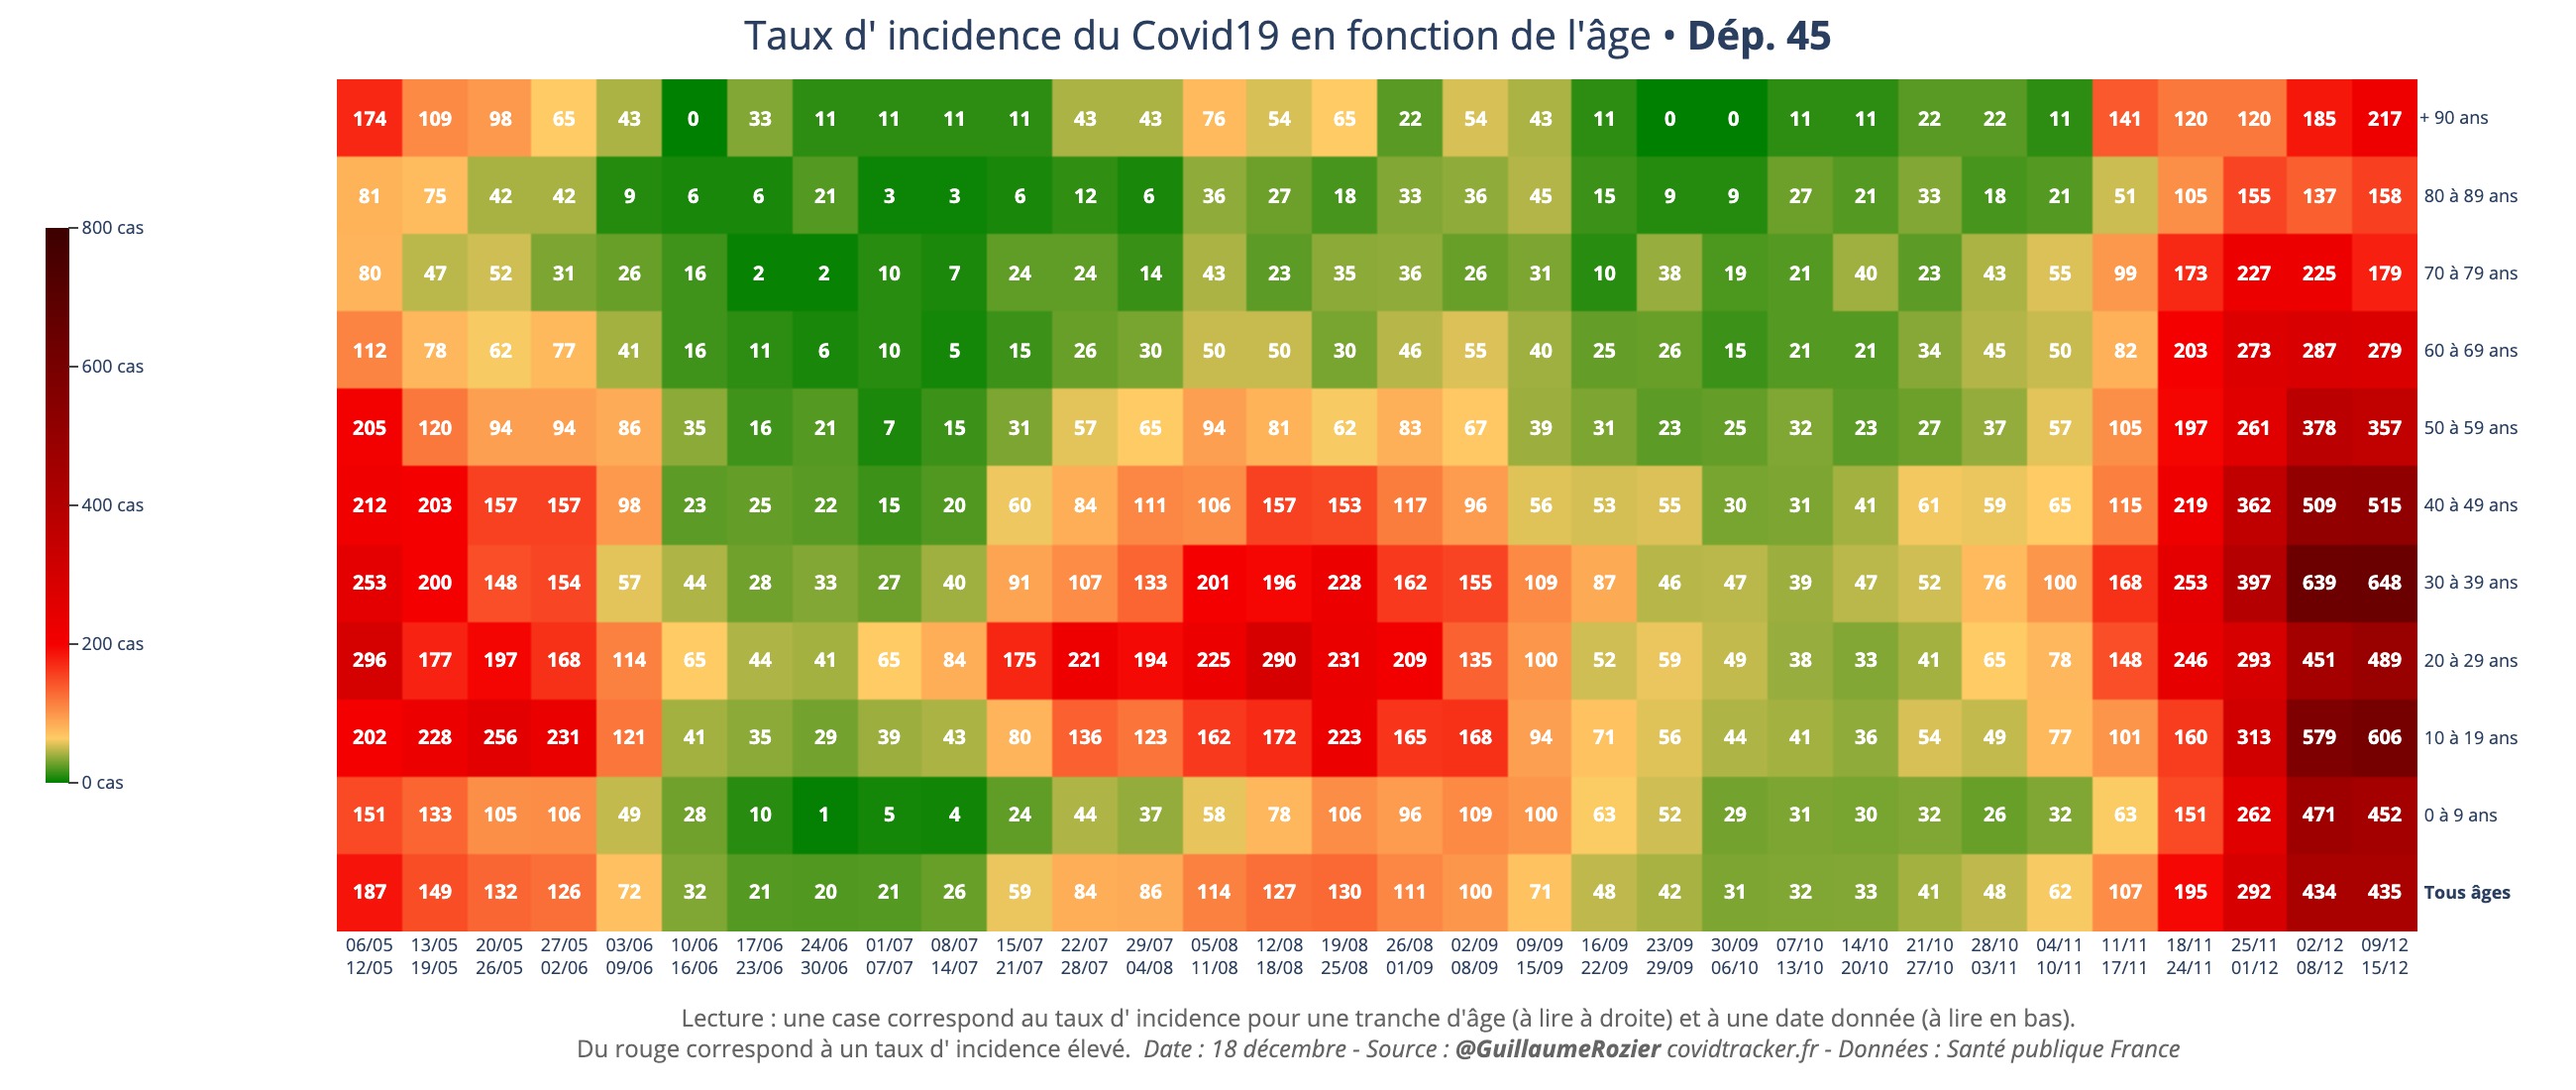 Taux d' incidence du Covid19 en fonction de l'âge • Dép. 45
800 cas
600 cas
400 cas
200 cas
0 cas
174 109 98 65 43 0 33 11 11 11 11 43 43 76 54 65 22 54 43 11 0 0 11 11 22 22 11 141 120 120 185 217 + 90 ans
81 75 42 42 9 6 6 21 3 3 6 12 6 36 27 18 33 36 45 15 9 9 27 21 33 18 21 51 105 155 137 158 80 à 89 ans
80 47 52 31 26 16 2 2 10 7 24 24 14 43 23 35 36 26 31 10 38 19 21 40 23 43 55 99 173 227 225 179 70 à 79 ans
112 78 62 77 41 16 11 6 10 5 15 26 30 50 50 30 46 55 40 25 26 15 21 21 34 45 50 82 203 273 287 279 60 à 69 ans
205 120 94 94 86 35 16 21 7 15 31 57 65 94 81 62 83 67 39 31 23 25 32 23 27 37 57 105 197 261 378 357 50 à 59 ans
212 203 157 157 98 23 25 22 15 20 60 84 111 106 157 153 117 96 56 53 55 30 31 41 61 59 65 115 219 362 509 515 40 à 49 ans
253 200 148 154 57 44 28 33 27 40 91 107 133 201 196 228 162 155 109 87 46 47 39 47 52 76 100 168 253 397 639 648 30 à 39 ans
296 177 197 168 114 65 44 41 65 84 175 221 194 225 290 231 209 135 100 52 59 49 38 33 41 65 78 148 246 293 451 489 20 à 29 ans
202 228 256 231 121 41 35 29 39 43 80 136 123 162 172 223 165 168 94 71 56 44 41 36 54 49 77 101 160 313 579 606 10 à 19 ans
151 133 105 106 49 28 10 1 5 4 24 44 37 58 78 106 96 109 100 63 52 29 31 30 32 26 32 63 151 262 471 452 0 à 9 ans
187 149 132 126 72 32 21 20 21 26 59 84 86 114 127 130 111 100 71 48 42 31 32 33 41 48 62 107 195 292 434 435 Tous âges
06/05 13/05 20/05 27/05 03/06 10/06 17/06 24/06 01/07 08/07 15/07 22/07 29/07 05/08 12/08 19/08 26/08 02/09 09/09 16/09 23/09 30/09 07/10 14/10 21/10 28/10 04/11 11/11 18/11 25/11 02/12 09/12
12/05 19/05 26/05 02/06 09/06 16/06 23/06 30/06 07/07 14/07 21/07 28/07 04/08 11/08 18/08 25/08 01/09 08/09 15/09 22/09 29/09 06/10 13/10 20/10 27/10 03/11 10/11 17/11 24/11 01/12 08/12 15/12
Lecture : une case correspond au taux d' incidence pour une tranche d'âge (à lire à droite) et à une date donnée (à lire en bas).
Du rouge correspond à un taux d' incidence élevé. Date : 18 décembre - Source : @GuillaumeRozier covidtracker.fr - Données : Santé publique France